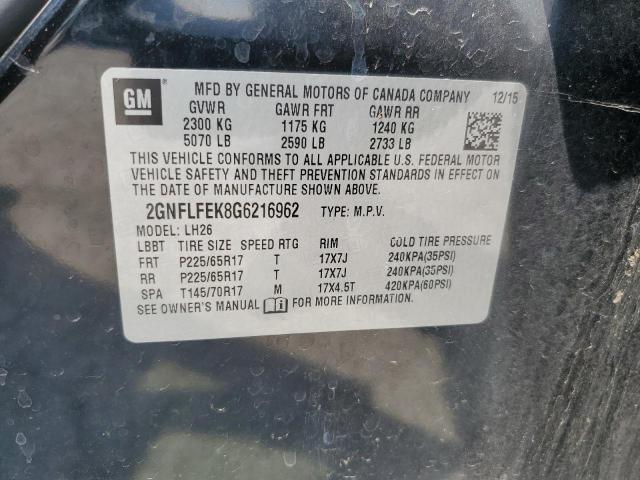 GM
MFD BY GENERAL MOTORS OF CANADA COMPANY 12/15
GVWR GAWR FRT GAWR RR
2300 KG 1175 KG 1240 KG
5070 LB 2590 LB 2733 LB
THIS VEHICLE CONFORMS TO ALL APPLICABLE U.S. FEDERAL MOTOR
VEHICLE SAFETY AND THEFT PREVENTION STANDARDS IN EFFECT ON THE
DATE OF MANUFACTURE SHOWN ABOVE.
2GNFLFEK8G6216962 TYPE: M.P.V.
MODEL: LH26
LBBT TIRE SIZE SPEED RTG RIM COLD TIRE PRESSURE
FRT P225/65R17 T 17X7J 240KPA(35PSI)
RR P225/65R17 T 17X7J 240KPA(35PSI)
SPA T145/70R17 M 17X4.5T 420KPA(60PSI)
SEE OWNER'S MANUAL FOR MORE INFORMATION.